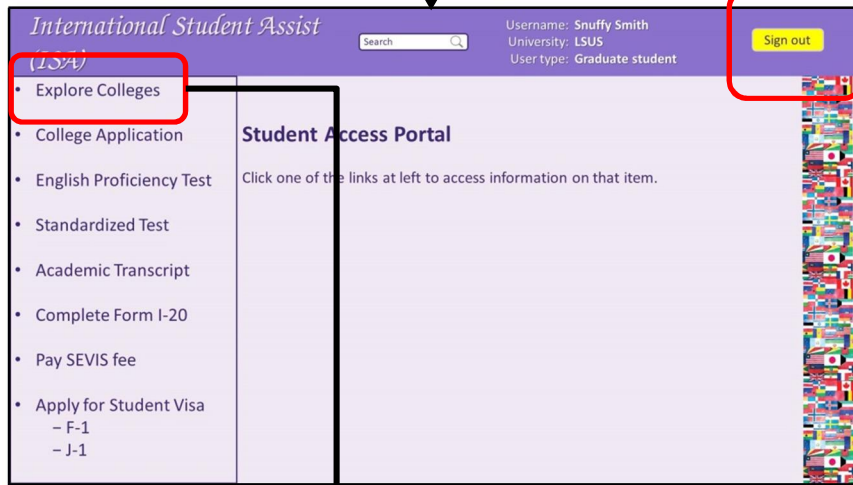 International Student Assist
(ISA)
Search
Username: Snuffy Smith
University: LSUS
User type: Graduate student
Sign out
• Explore Colleges
• College Application
• English Proficiency Test
• Standardized Test
• Academic Transcript
• Complete Form I-20
• Pay SEVIS fee
• Apply for Student Visa
– F-1
– J-1
Student Access Portal
Click one of the links at left to access information on that item.